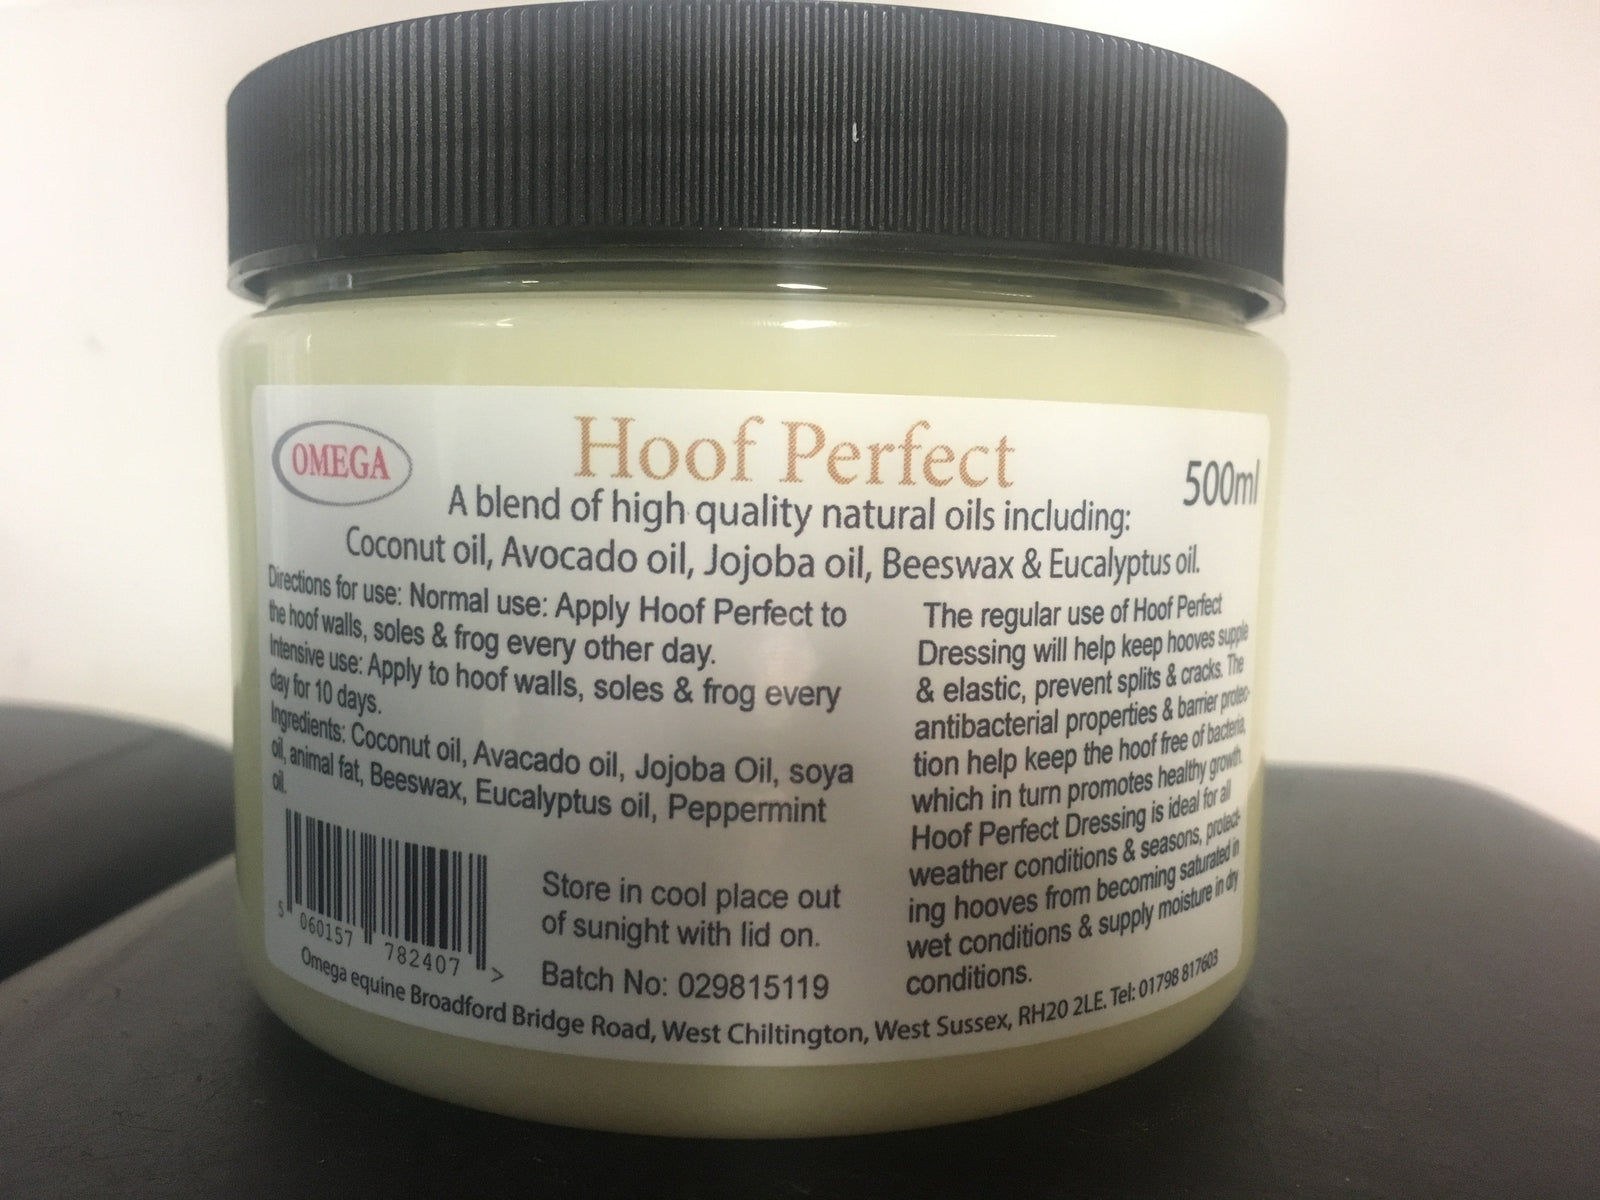 OMEGA
Hoof Perfect
500ml
A blend of high quality natural oils including:
Coconut oil, Avocado oil, Jojoba oil, Beeswax & Eucalyptus oil.
Directions for use: Normal use: Apply Hoof Perfect to
the hoof walls, soles & frog every other day.
Intensive use: Apply to hoof walls, soles & frog every
day for 10 days.
Ingredients: Coconut oil, Avacado oil, Jojoba Oil, soya
oil, animal fat, Beeswax, Eucalyptus oil, Peppermint
oil.
The regular use of Hoof Perfect
Dressing will help keep hooves supple
& elastic, prevent splits & cracks. The
antibacterial properties & barrier protec-
tion help keep the hoof free of bacteria,
which in turn promotes healthy growth.
Hoof Perfect Dressing is ideal for all
weather conditions & seasons, protect-
ing hooves from becoming saturated in
wet conditions & supply moisture in dry
conditions.
Store in cool place out
of sunight with lid on.
Batch No: 029815119
5 060157 782407 >
Omega equine Broadford Bridge Road, West Chiltington, West Sussex, RH20 2LE. Tel: 01798 817603